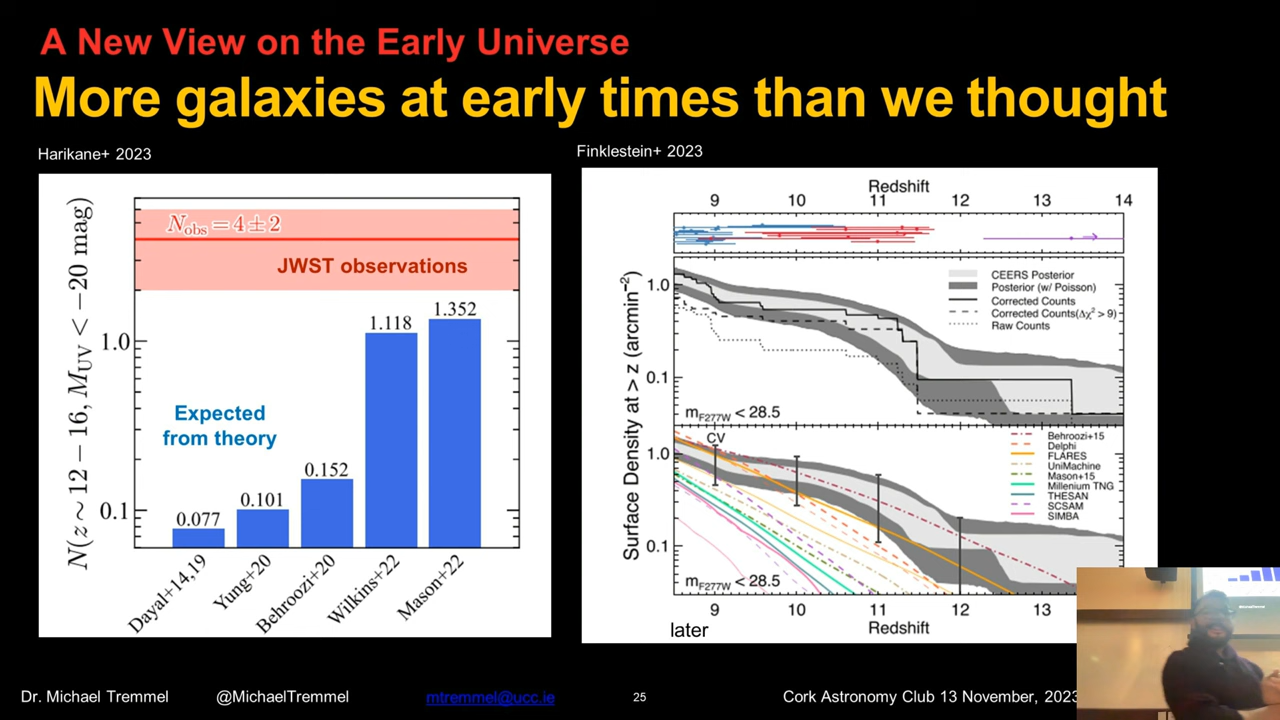 A New View on the Early Universe
More galaxies at early times than we thought
Harikane+ 2023
N(z ∼ 12 − 16, M_UV < −20 mag)
1.0
0.1
N_obs = 4 ± 2
JWST observations
Expected
from theory
0.077
0.101
0.152
1.118
1.352
Dayal+14,19
Yung+20
Behroozi+20
Wilkins+22
Mason+22
Finklestein+ 2023
Redshift
9 10 11 12 13 14
Surface Density at > z (arcmin⁻²)
1.0
0.1
CEERS Posterior
Posterior (w/ Poisson)
Corrected Counts
Corrected Counts(Δχ² > 9)
Raw Counts
m_F277W < 28.5
1.0
0.1
CV
Behroozi+15
Delphi
FLARES
UniMachine
Mason+15
Millenium TNG
THESAN
SCSAM
SIMBA
m_F277W < 28.5
9 10 11 12 13
later
Redshift
Dr. Michael Tremmel @MichaelTremmel mtremmel@ucc.ie 25 Cork Astronomy Club 13 November, 2023